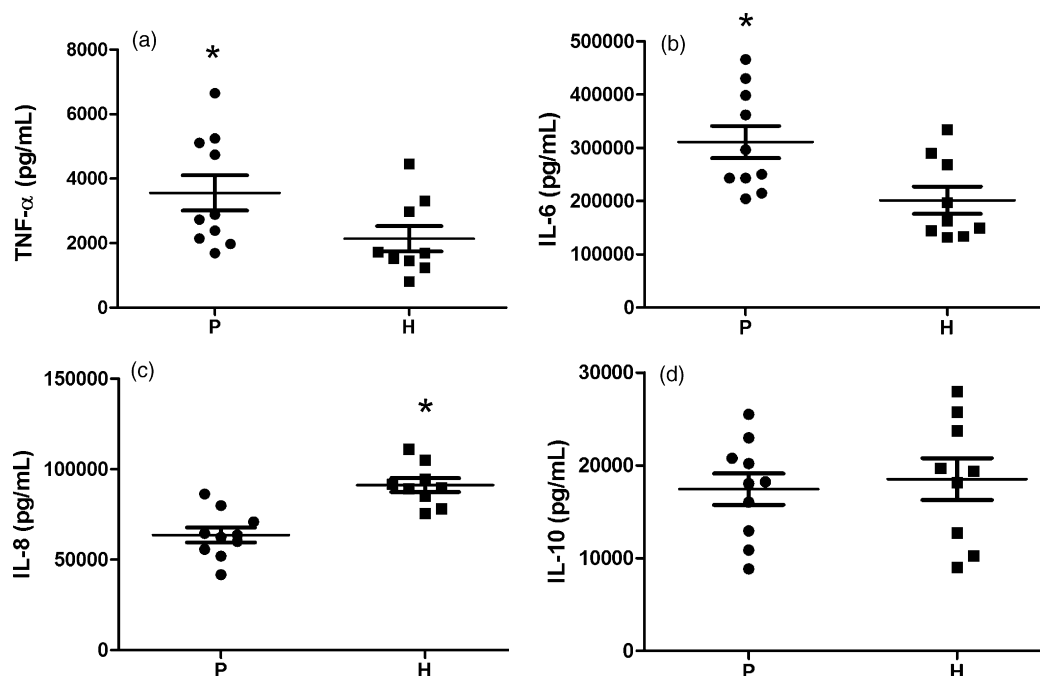 (a)
*
8000
6000
4000
2000
0
TNF-α (pg/mL)
P
H
(b)
*
500000
400000
300000
200000
100000
0
IL-6 (pg/mL)
P
H
(c)
*
150000
100000
50000
0
IL-8 (pg/mL)
P
H
(d)
30000
20000
10000
0
IL-10 (pg/mL)
P
H